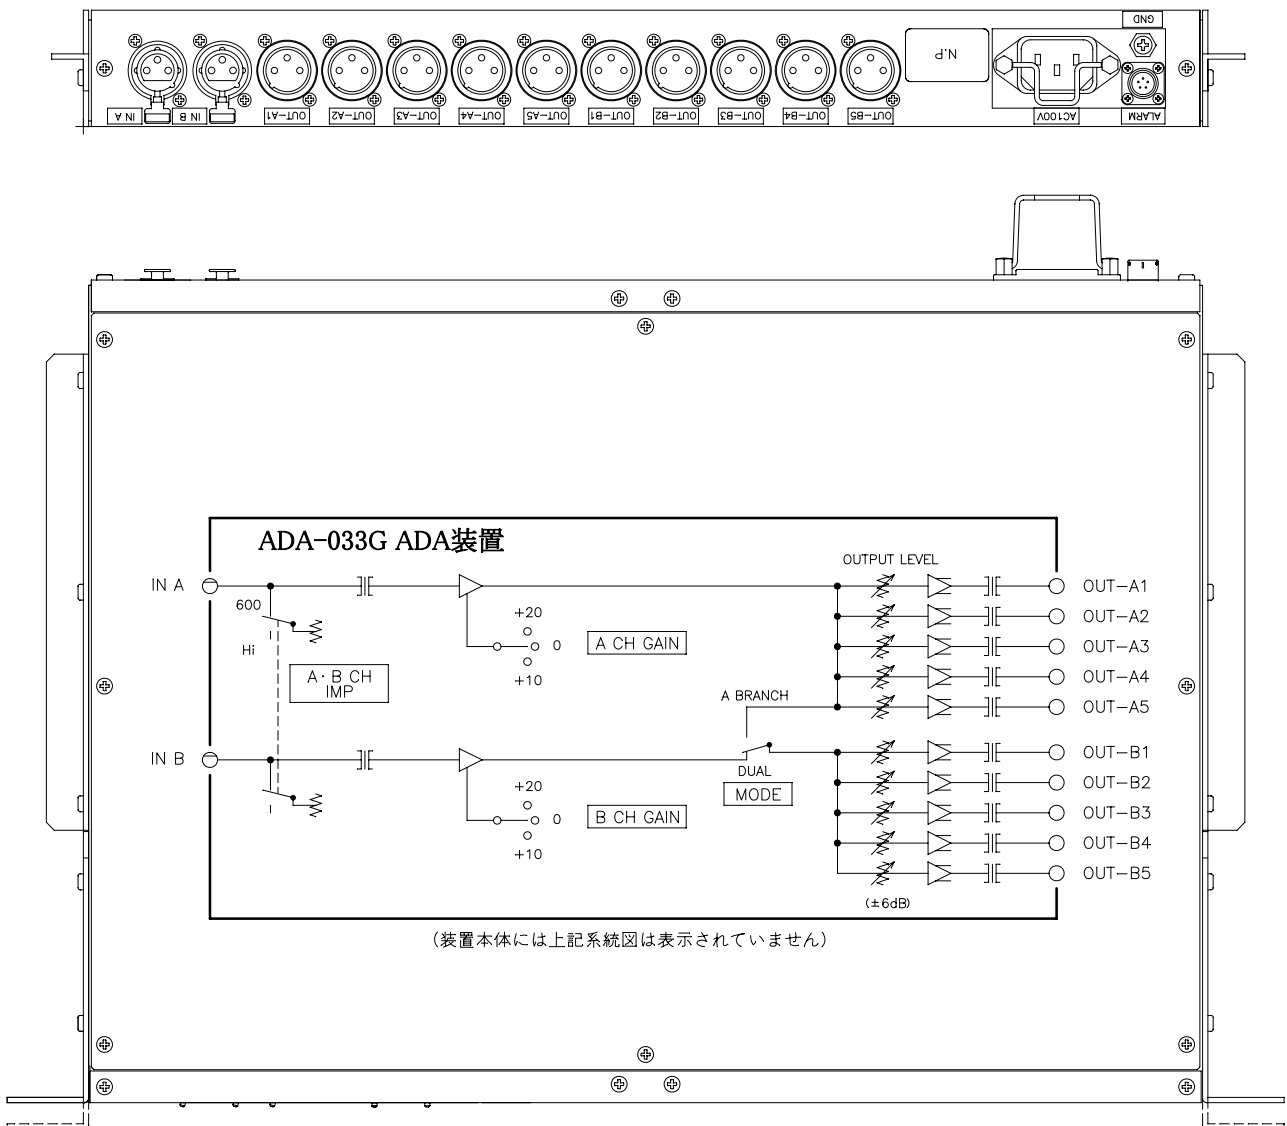 GND
N.P
IN A
IN B
OUT-A1
OUT-A2
OUT-A3
OUT-A4
OUT-A5
OUT-B1
OUT-B2
OUT-B3
OUT-B4
OUT-B5
AC100V
ALARM
ADA-033G ADA装置
OUTPUT LEVEL
IN A
OUT-A1
600
+20
OUT-A2
Hi
0
A CH GAIN
OUT-A3
A・B CH
IMP
+10
OUT-A4
A BRANCH
OUT-A5
IN B
OUT-B1
DUAL
MODE
+20
OUT-B2
0
B CH GAIN
OUT-B3
+10
OUT-B4
OUT-B5
(±6dB)
(装置本体には上記系統図は表示されていません)